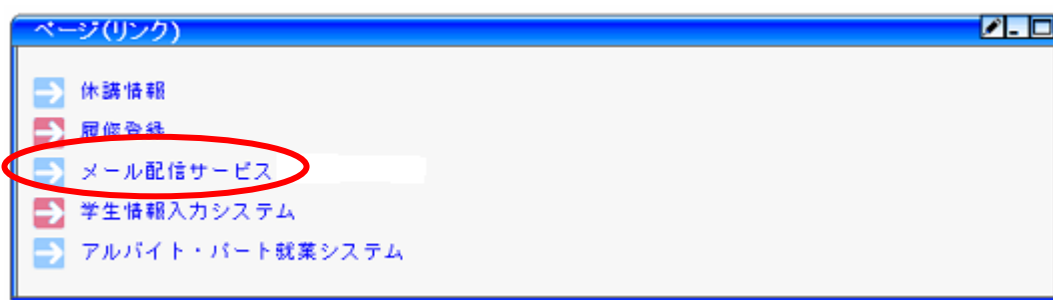 ページ(リンク)
休講情報
履修登録
メール配信サービス
学生情報入力システム
アルバイト・パート就業システム